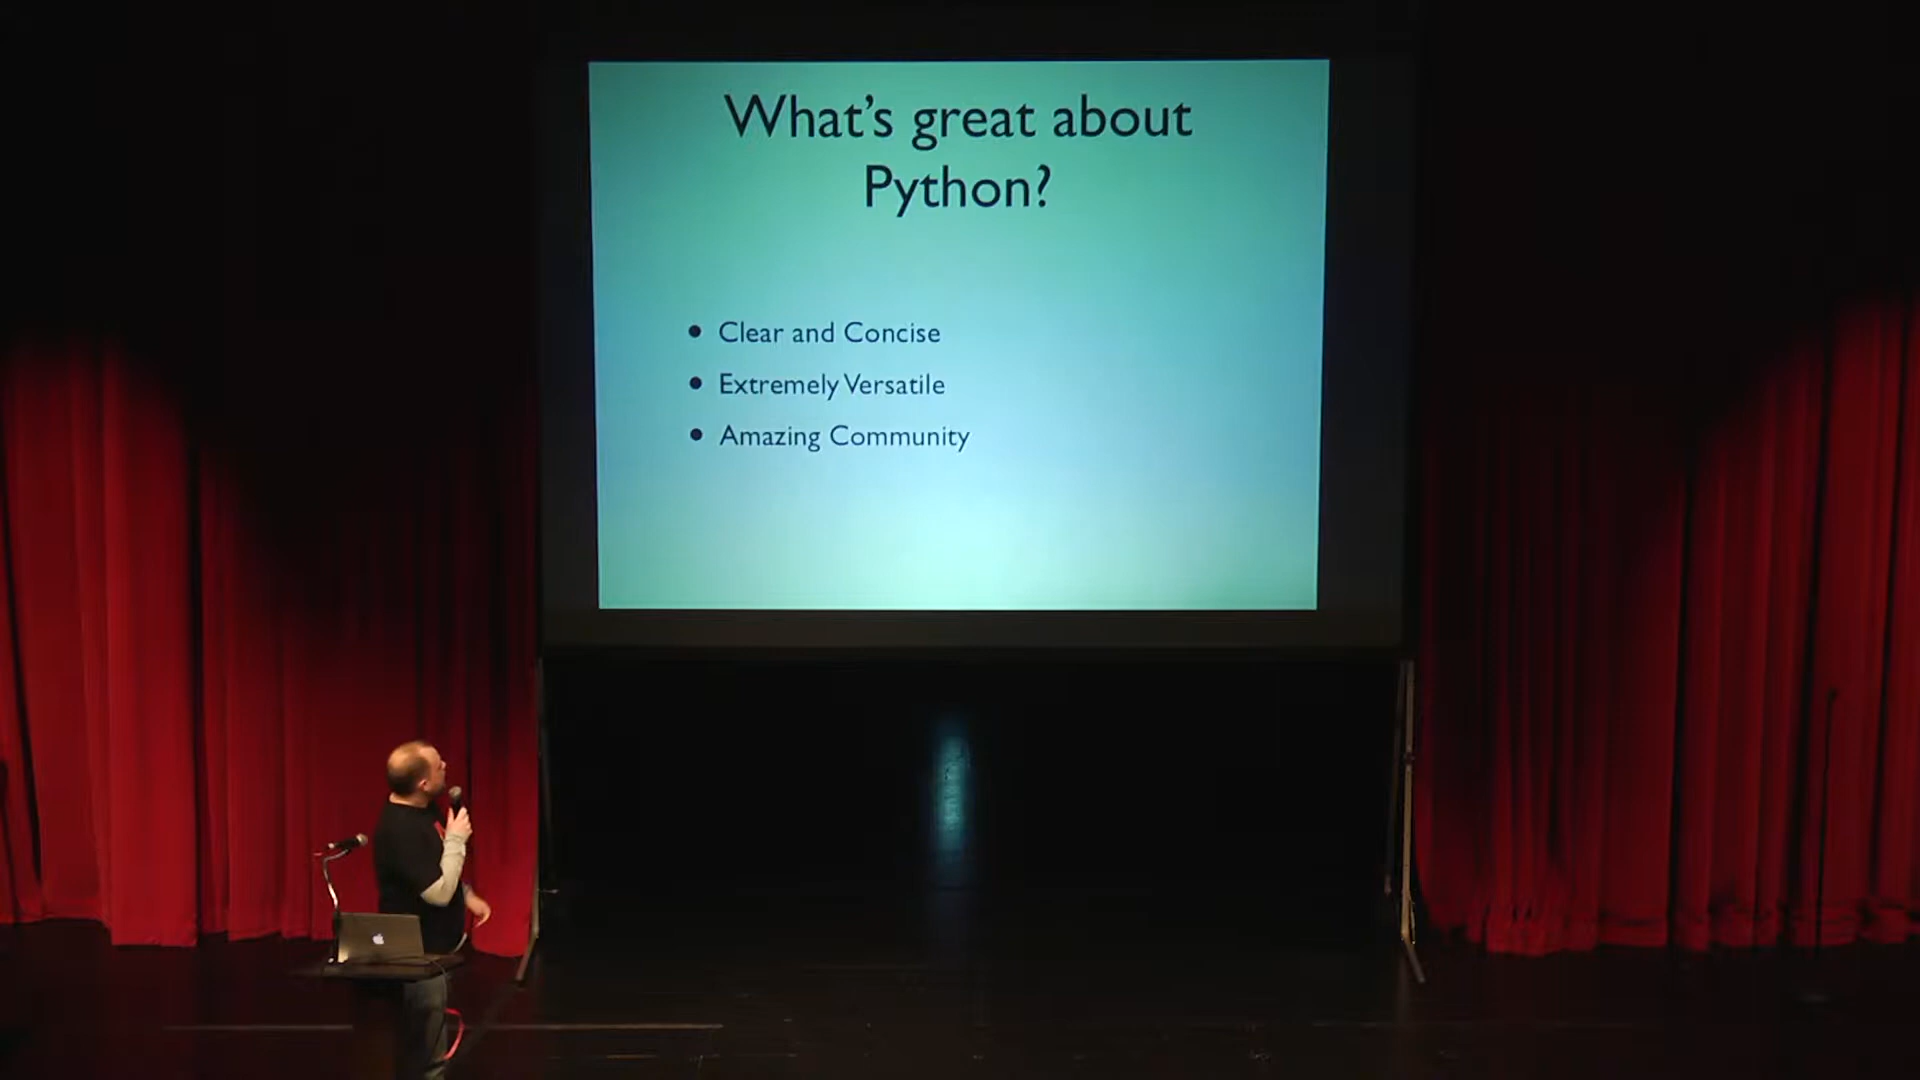 What's great about
Python?
• Clear and Concise
• Extremely Versatile
• Amazing Community